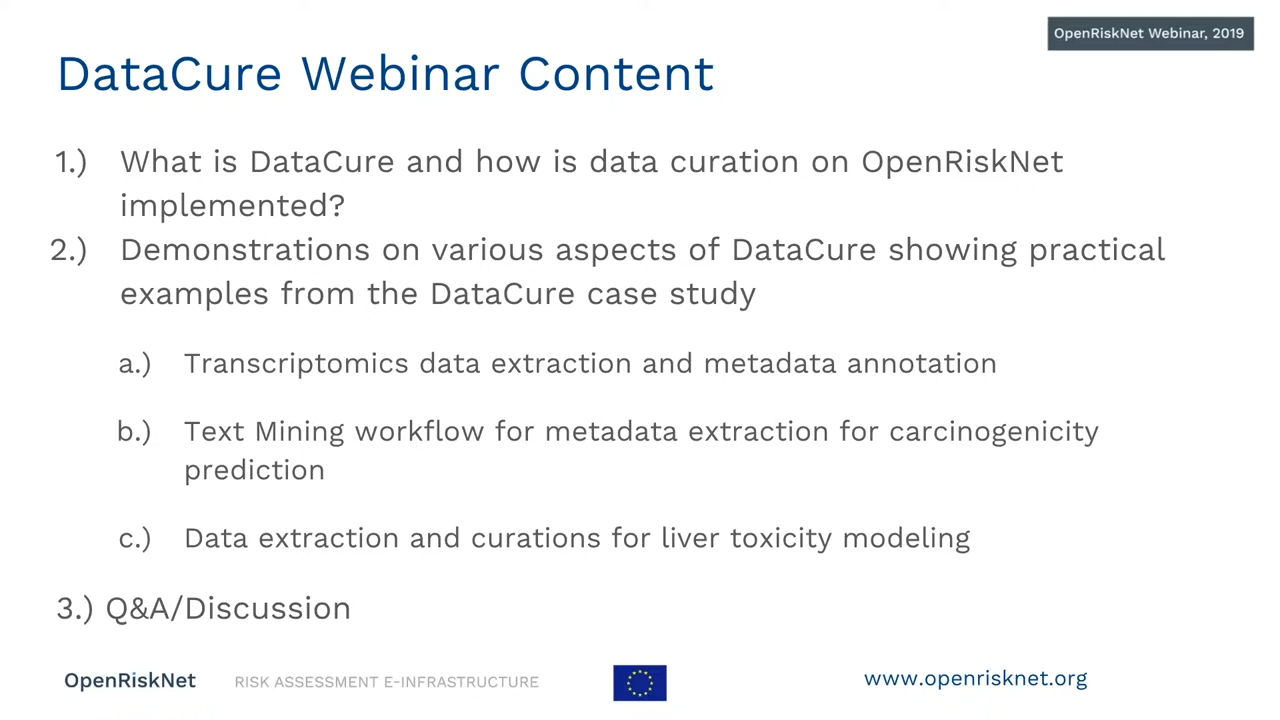 OpenRiskNet Webinar, 2019
DataCure Webinar Content
1.) What is DataCure and how is data curation on OpenRiskNet
implemented?
2.) Demonstrations on various aspects of DataCure showing practical
examples from the DataCure case study
a.) Transcriptomics data extraction and metadata annotation
b.) Text Mining workflow for metadata extraction for carcinogenicity
prediction
c.) Data extraction and curations for liver toxicity modeling
3.) Q&A/Discussion
OpenRiskNet RISK ASSESSMENT E-INFRASTRUCTURE www.openrisknet.org